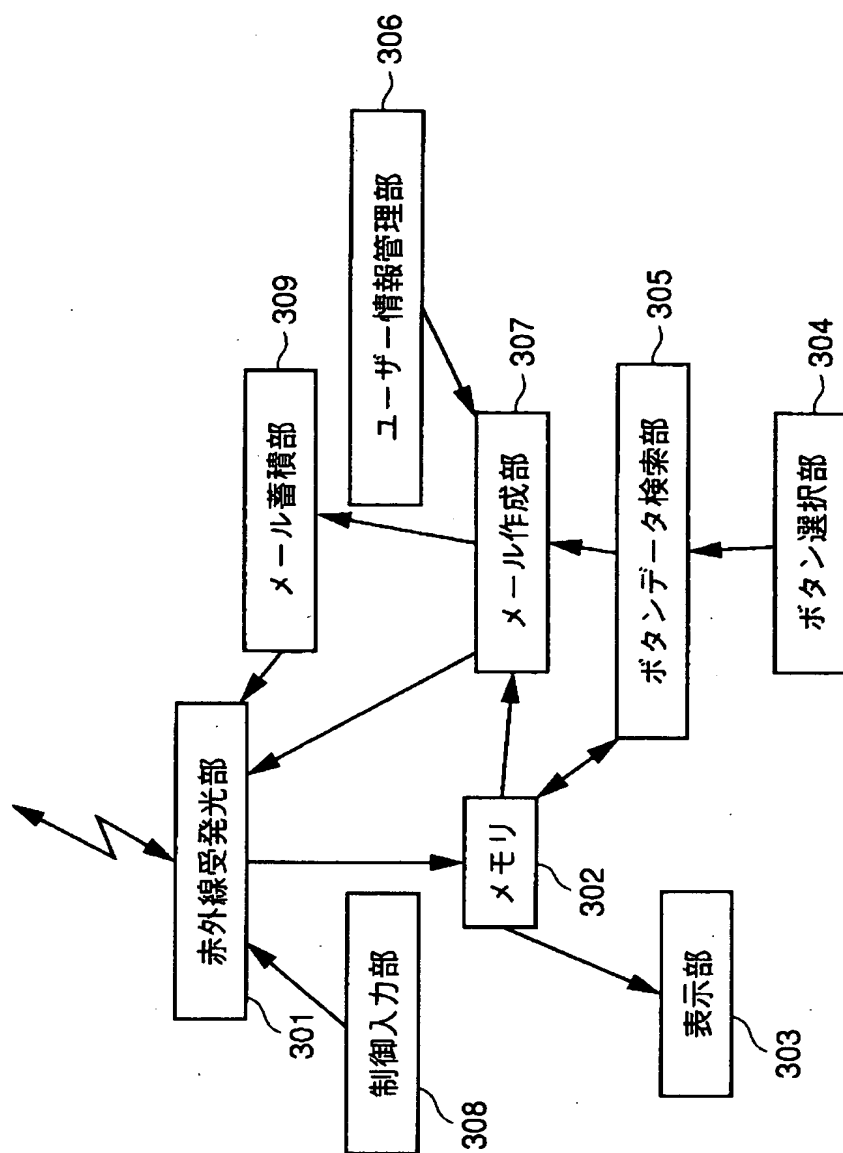 赤外線受発光部
301
制御入力部
308
メモリ
302
表示部
303
メール蓄積部
309
ユーザー情報管理部
306
メール作成部
307
ボタンデータ検索部
305
ボタン選択部
304